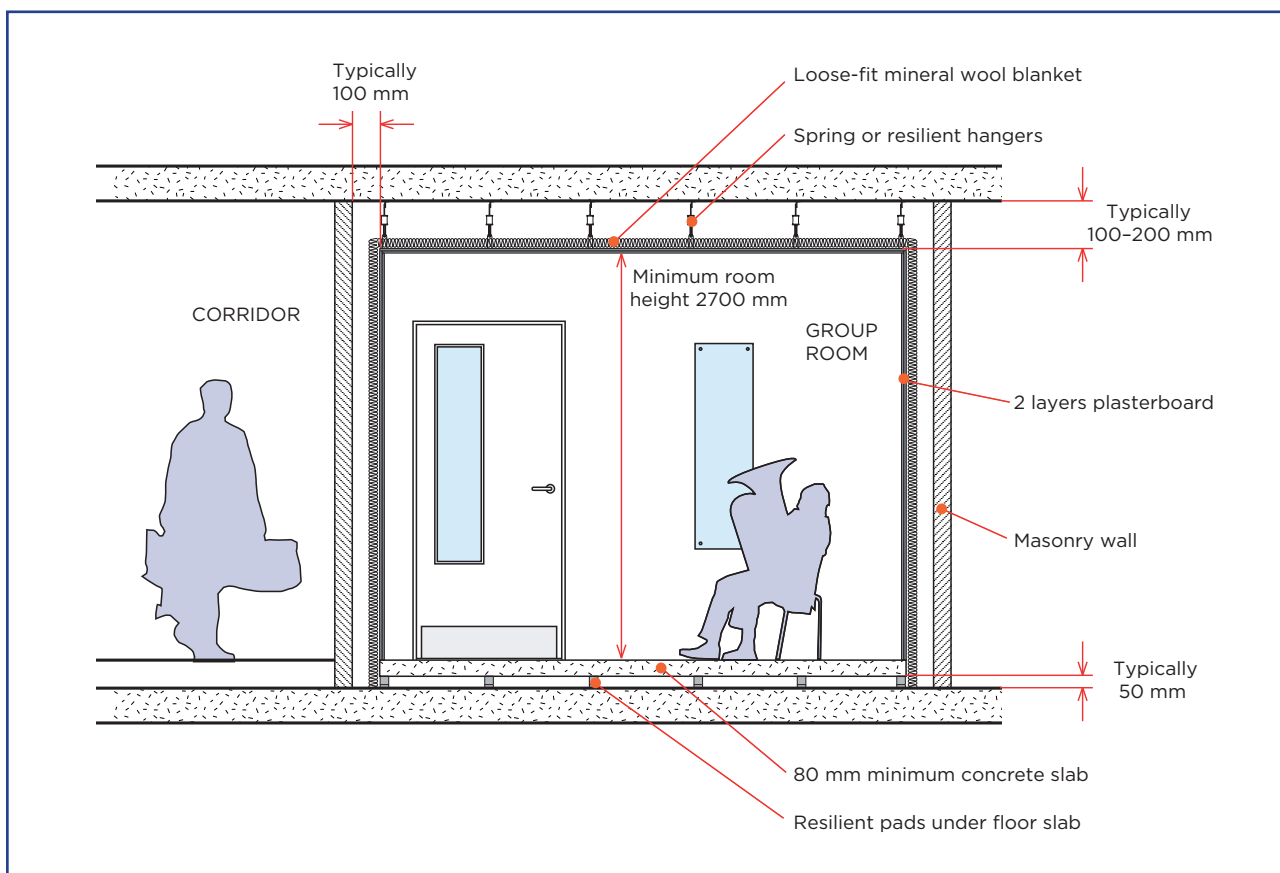 Typically
100 mm
Loose-fit mineral wool blanket
Spring or resilient hangers
Typically
100–200 mm
Minimum room
height 2700 mm
CORRIDOR
GROUP
ROOM
2 layers plasterboard
Masonry wall
Typically
50 mm
80 mm minimum concrete slab
Resilient pads under floor slab